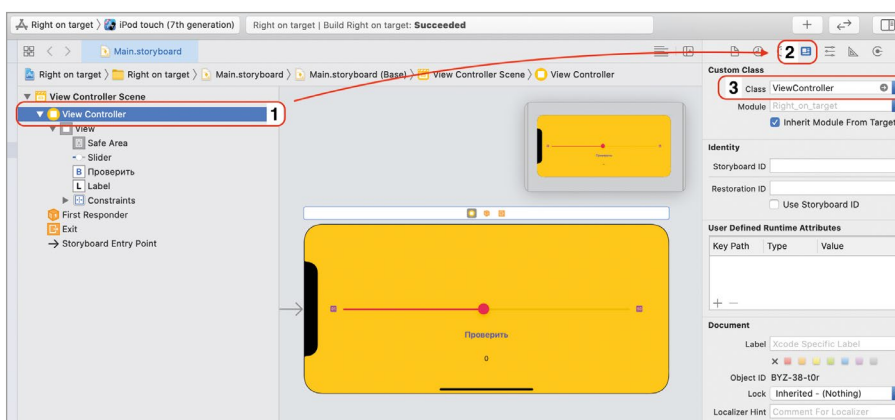 Right on target
iPod touch (7th generation)
Right on target | Build Right on target: Succeeded
Main.storyboard
2
Right on target
Right on target
Main.storyboard
Main.storyboard (Base)
View Controller Scene
View Controller
Custom Class
3
Class ViewController
Module Right_on_target
Inherit Module From Target
View Controller Scene
View Controller
1
View
Safe Area
Slider
B Проверить
L Label
Constraints
First Responder
Exit
Storyboard Entry Point
Проверить
Identity
Storyboard ID
Restoration ID
Use Storyboard ID
User Defined Runtime Attributes
Key Path Type Value
Проверить
0
Document
Label Xcode Specific Label
Object ID BYZ-38-t0r
Lock Inherited - (Nothing)
Localizer Hint Comment For Localizer